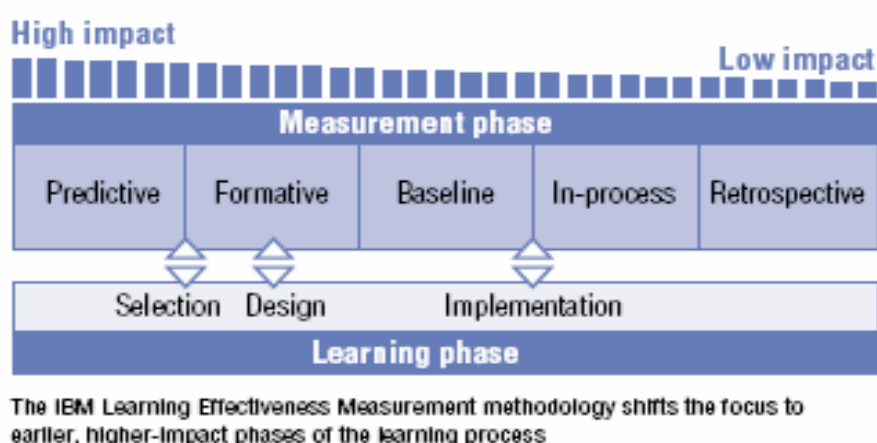 High impact
Low impact
Measurement phase
Predictive Formative Baseline In-process Retrospective
Selection Design Implementation
Learning phase
The IBM Learning Effectiveness Measurement methodology shifts the focus to
earlier, higher-impact phases of the learning process